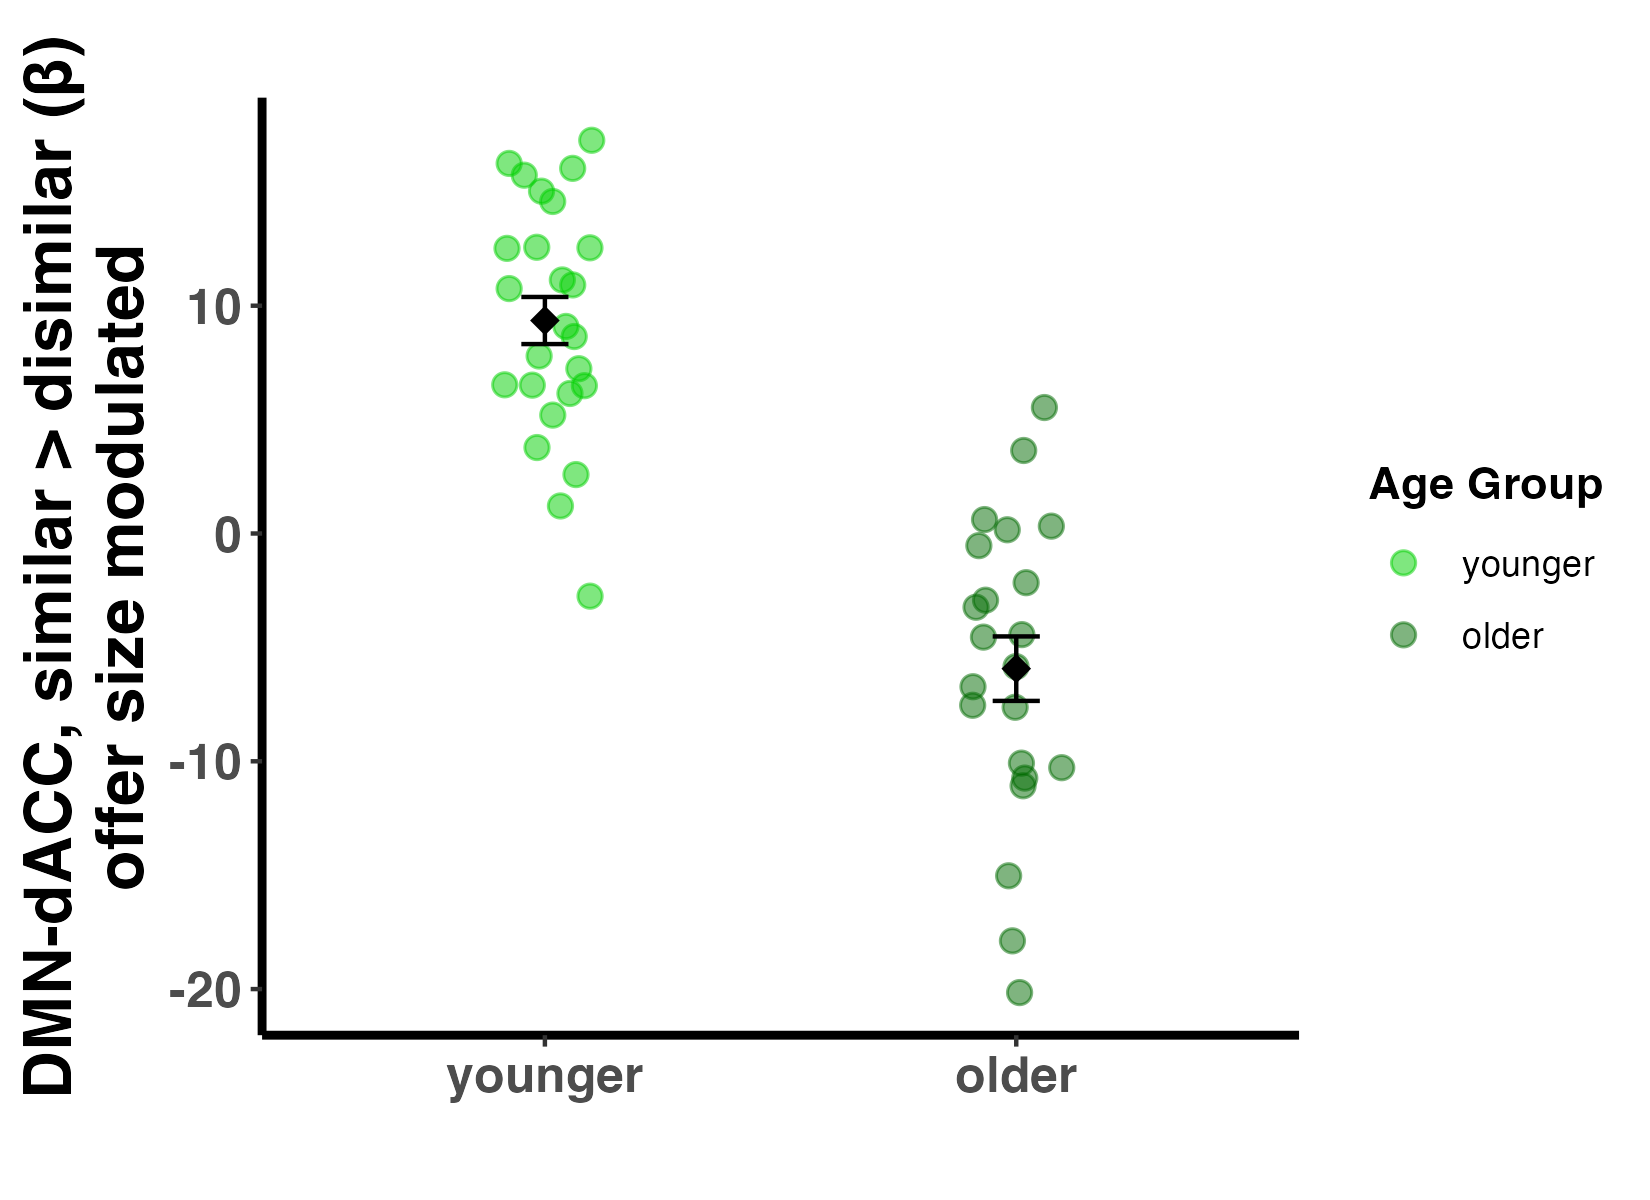 DMN-dACC, similar > disimilar (β)
offer size modulated
10
0
-10
-20
younger
older
Age Group
younger
older